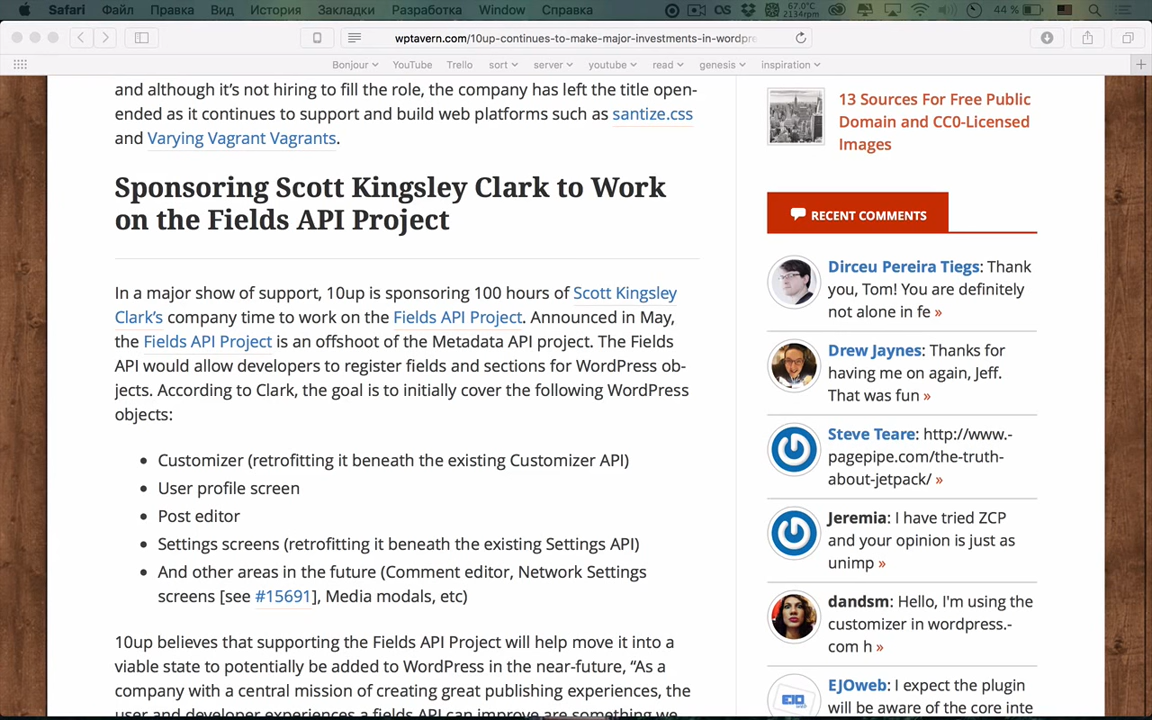 Safari Файл Правка Вид История Закладки Разработка Window Справка
67.0°C
2134rpm
44 %
wptavern.com/10up-continues-to-make-major-investments-in-wordpre
Bonjour YouTube Trello sort server youtube read genesis inspiration
and although it's not hiring to fill the role, the company has left the title open-
ended as it continues to support and build web platforms such as santize.css
and Varying Vagrant Vagrants.
Sponsoring Scott Kingsley Clark to Work
on the Fields API Project
In a major show of support, 10up is sponsoring 100 hours of Scott Kingsley
Clark's company time to work on the Fields API Project. Announced in May,
the Fields API Project is an offshoot of the Metadata API project. The Fields
API would allow developers to register fields and sections for WordPress ob-
jects. According to Clark, the goal is to initially cover the following WordPress
objects:
• Customizer (retrofitting it beneath the existing Customizer API)
• User profile screen
• Post editor
• Settings screens (retrofitting it beneath the existing Settings API)
• And other areas in the future (Comment editor, Network Settings
screens [see #15691], Media modals, etc)
10up believes that supporting the Fields API Project will help move it into a
viable state to potentially be added to WordPress in the near-future, “As a
company with a central mission of creating great publishing experiences, the
user and developer experiences a fields API can improve are something we
13 Sources For Free Public
Domain and CC0-Licensed
Images
RECENT COMMENTS
Dirceu Pereira Tiegs: Thank
you, Tom! You are definitely
not alone in fe »
Drew Jaynes: Thanks for
having me on again, Jeff.
That was fun »
Steve Teare: http://www.-
pagepipe.com/the-truth-
about-jetpack/ »
Jeremia: I have tried ZCP
and your opinion is just as
unimp »
dandsm: Hello, I'm using the
customizer in wordpress.-
com h »
EJOweb: I expect the plugin
will be aware of the core inte